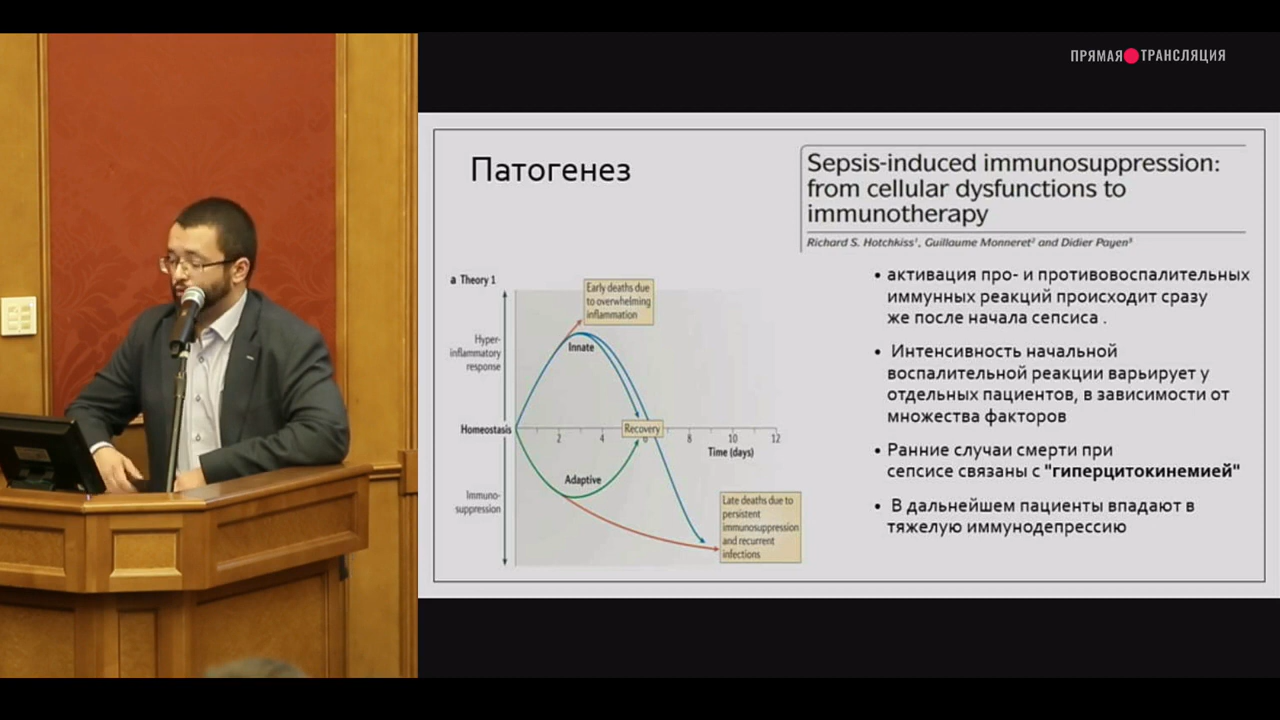 ПРЯМАЯ ТРАНСЛЯЦИЯ
Патогенез
Sepsis-induced immunosuppression:
from cellular dysfunctions to
immunotherapy
Richard S. Hotchkiss¹, Guillaume Monneret² and Didier Payen³
a Theory 1
Early deaths due
to overwhelming
inflammation
Hyper-
inflammatory
response
Innate
Homeostasis
Recovery
2 4 6 8 10 12
Time (days)
Adaptive
Immuno-
suppression
Late deaths due to
persistent
immunosuppression
and recurrent
infections
• активация про- и противовоспалительных
иммунных реакций происходит сразу
же после начала сепсиса .
• Интенсивность начальной
воспалительной реакции варьирует у
отдельных пациентов, в зависимости от
множества факторов
• Ранние случаи смерти при
сепсисе связаны с "гиперцитокинемией"
• В дальнейшем пациенты впадают в
тяжелую иммунодепрессию